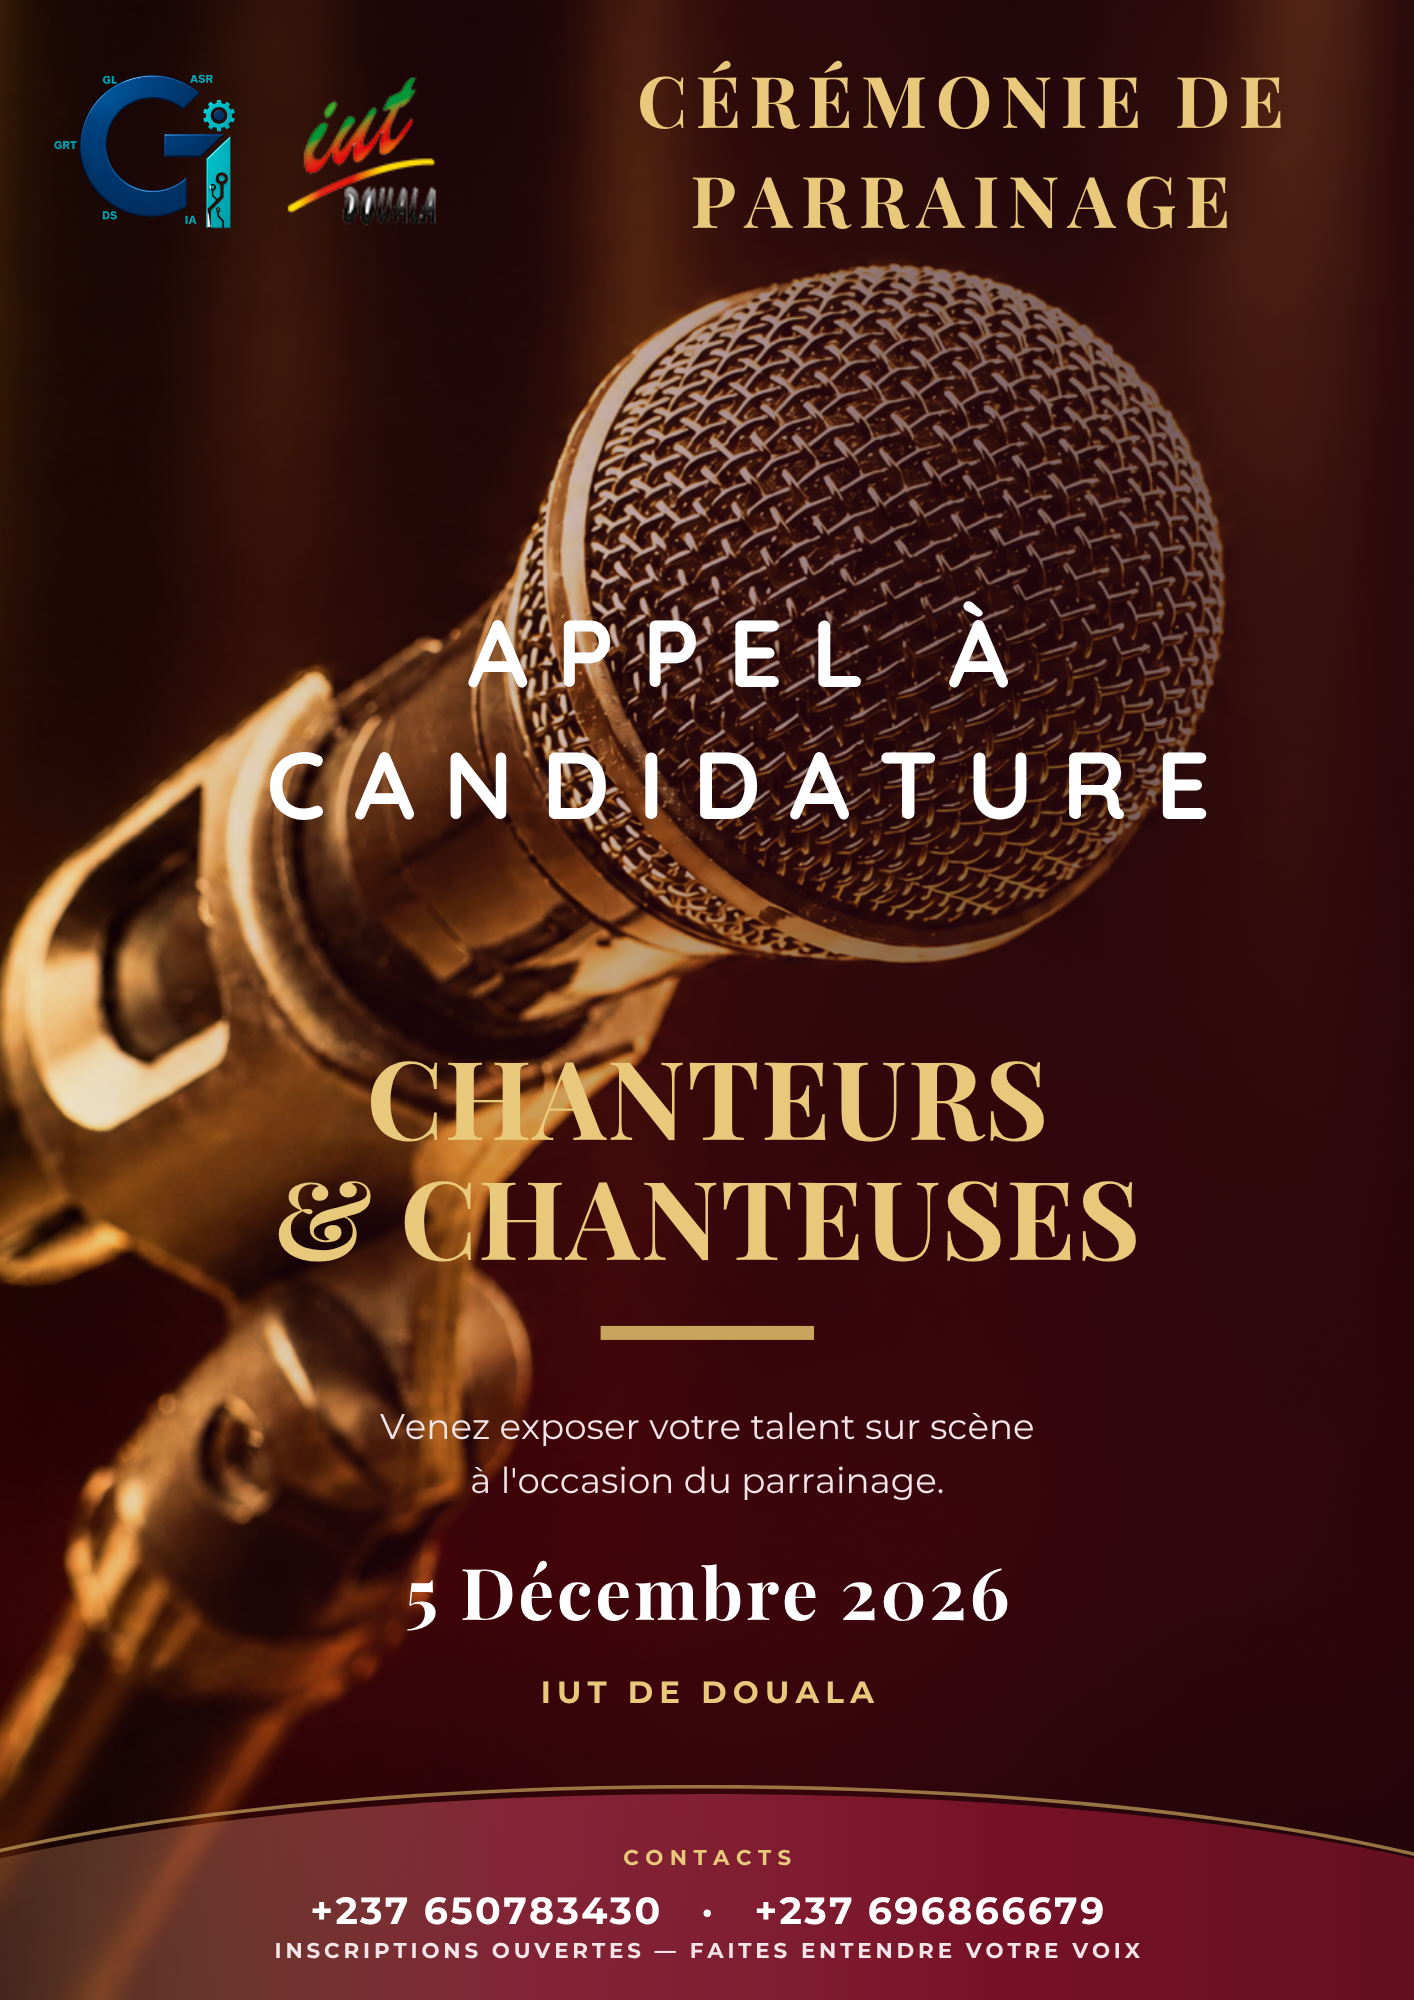 GL
ASR
GRT
Gi
DS
IA
iut
DOUALA
CÉRÉMONIE DE
PARRAINAGE
APPEL À
CANDIDATURE
CHANTEURS
& CHANTEUSES
Venez exposer votre talent sur scène
à l'occasion du parrainage.
5 Décembre 2026
IUT DE DOUALA
CONTACTS
+237 650783430 • +237 696866679
INSCRIPTIONS OUVERTES — FAITES ENTENDRE VOTRE VOIX